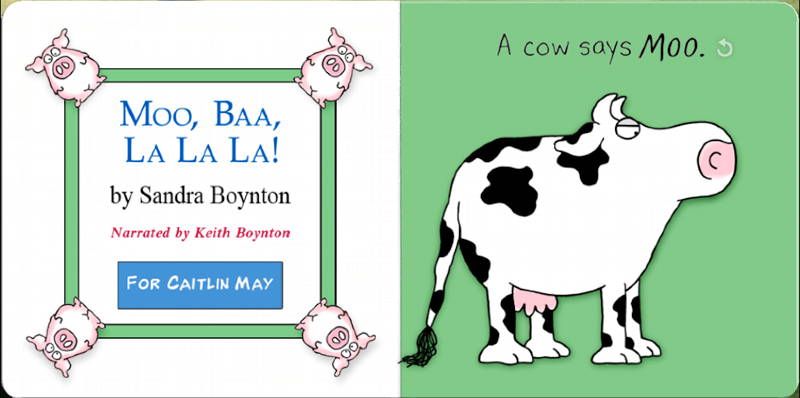 Moo, Baa,
La La La!
by Sandra Boynton
Narrated by Keith Boynton
For Caitlin May
A cow says MOO.